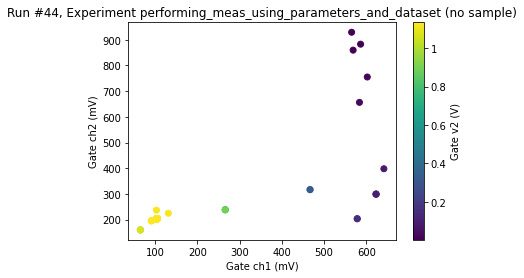 Run #44, Experiment performing_meas_using_parameters_and_dataset (no sample)
900
800
700
600
500
400
300
200
Gate ch2 (mV)
100 200 300 400 500 600
Gate ch1 (mV)
1
0.8
0.6
0.4
0.2
Gate v2 (V)